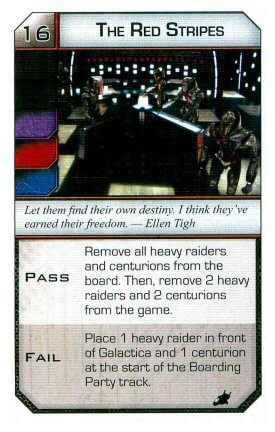 16
THE RED STRIPES
Let them find their own destiny. I think they've
earned their freedom. — Ellen Tigh
PASS
Remove all heavy raiders
and centurions from the
board. Then, remove 2 heavy
raiders and 2 centurions
from the game.
FAIL
Place 1 heavy raider in front
of Galactica and 1 centurion
at the start of the Boarding
Party track.